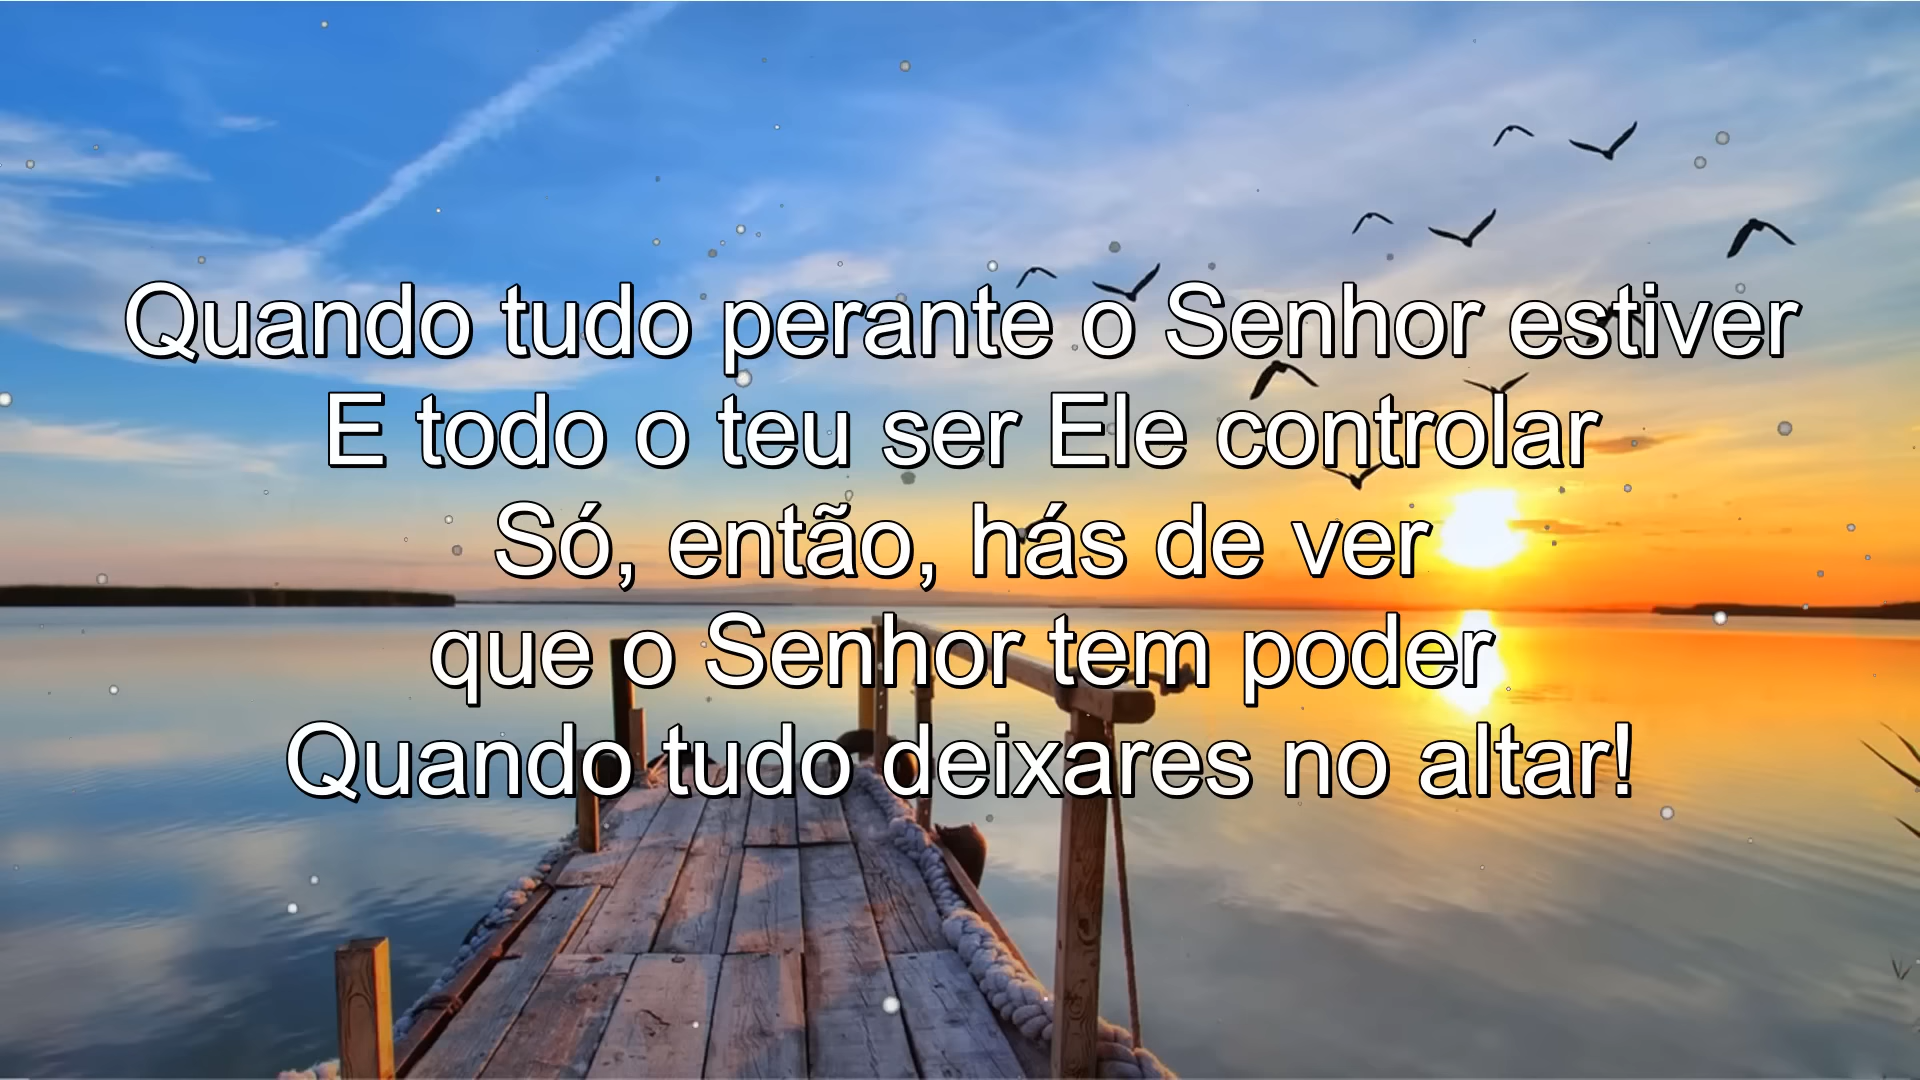 Quando tudo perante o Senhor estiver
E todo o teu ser Ele controlar
Só, então, hás de ver
que o Senhor tem poder
Quando tudo deixares no altar!